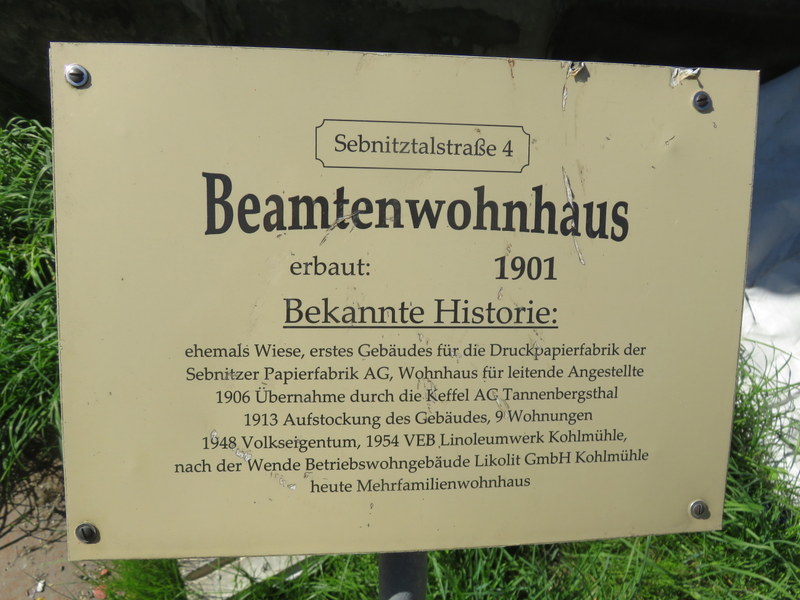 Sebnitztalstraße 4
Beamtenwohnhaus
erbaut: 1901
Bekannte Historie:
ehemals Wiese, erstes Gebäudes für die Druckpapierfabrik der
Sebnitzer Papierfabrik AG, Wohnhaus für leitende Angestellte
1906 Übernahme durch die Keffel AG Tannenbergsthal
1913 Aufstockung des Gebäudes, 9 Wohnungen
1948 Volkseigentum, 1954 VEB Linoleumwerk Kohlmühle,
nach der Wende Betriebswohngebäude Likolit GmbH Kohlmühle
heute Mehrfamilienwohnhaus